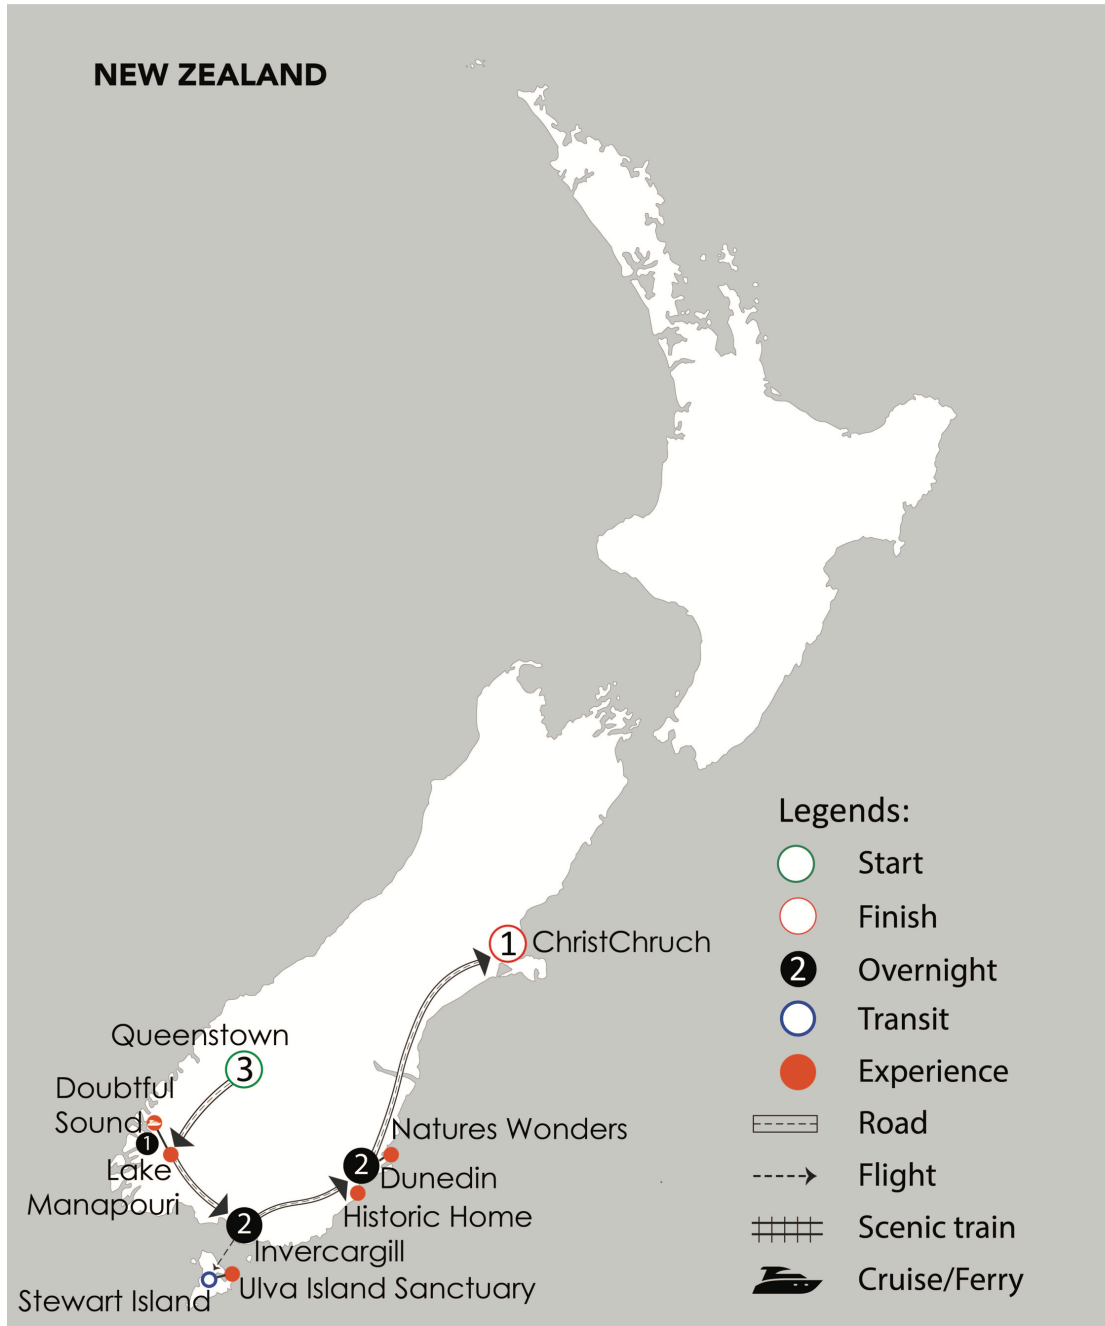 NEW ZEALAND
Legends:
Start
Finish
2 Overnight
Transit
Experience
Road
Flight
Scenic train
Cruise/Ferry
1 ChristChruch
Queenstown
3
Doubtful
Sound
1
Lake
Manapouri
Natures Wonders
2
Dunedin
Historic Home
2
Invercargill
Ulva Island Sanctuary
Stewart Island